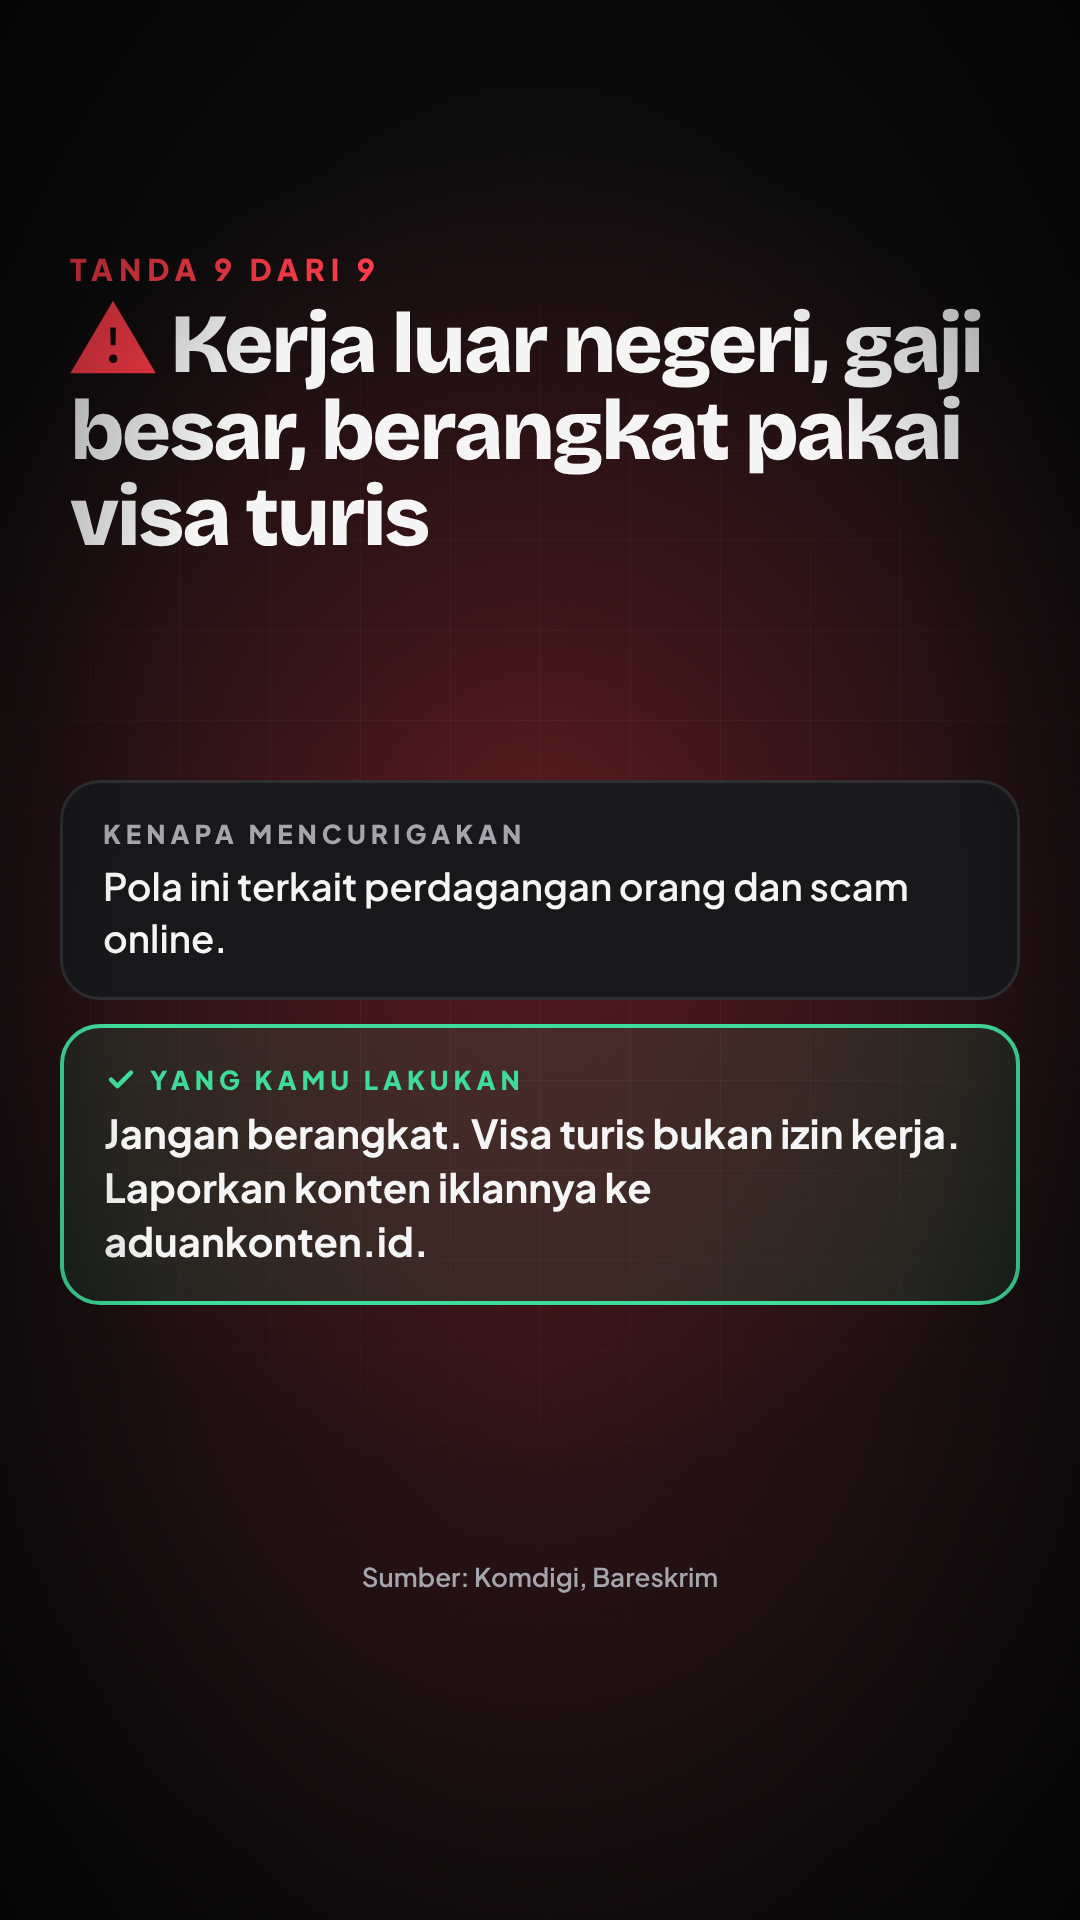 TANDA 9 DARI 9
Kerja luar negeri, gaji
besar, berangkat pakai
visa turis
KENAPA MENCURIGAKAN
Pola ini terkait perdagangan orang dan scam
online.
YANG KAMU LAKUKAN
Jangan berangkat. Visa turis bukan izin kerja.
Laporkan konten iklannya ke
aduankonten.id.
Sumber: Komdigi, Bareskrim